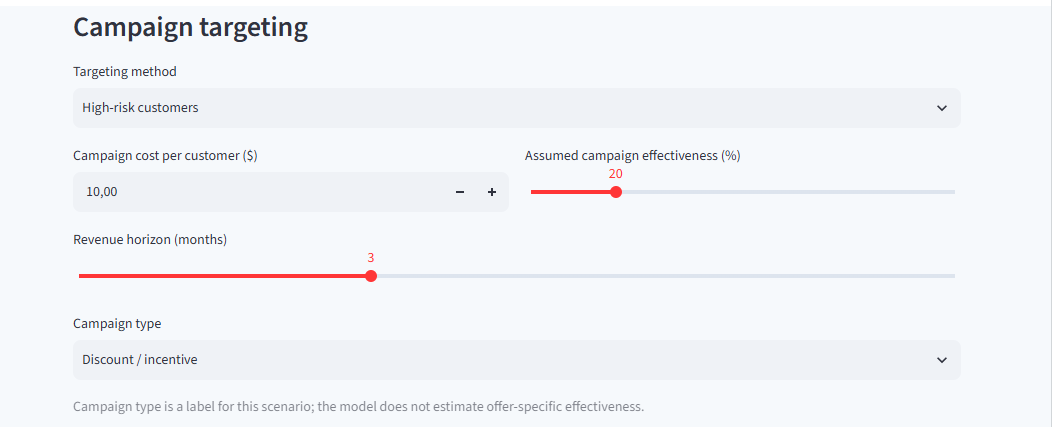 Campaign targeting
Targeting method
High-risk customers
Campaign cost per customer ($)
10,00
Assumed campaign effectiveness (%)
20
Revenue horizon (months)
3
Campaign type
Discount / incentive
Campaign type is a label for this scenario; the model does not estimate offer-specific effectiveness.